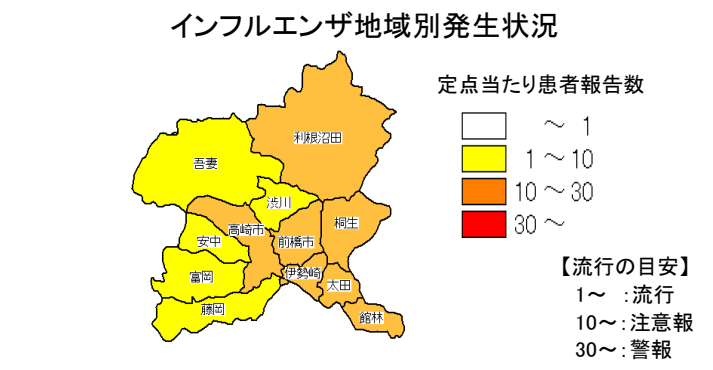 インフルエンザ地域別発生状況
定点当たり患者報告数
～ 1
1 ～ 10
10 ～ 30
30 ～
【流行の目安】
1～ ：流行
10～：注意報
30～：警報
利根沼田
吾妻
渋川
桐生
高崎市
前橋市
安中
伊勢崎
富岡
太田
藤岡
館林